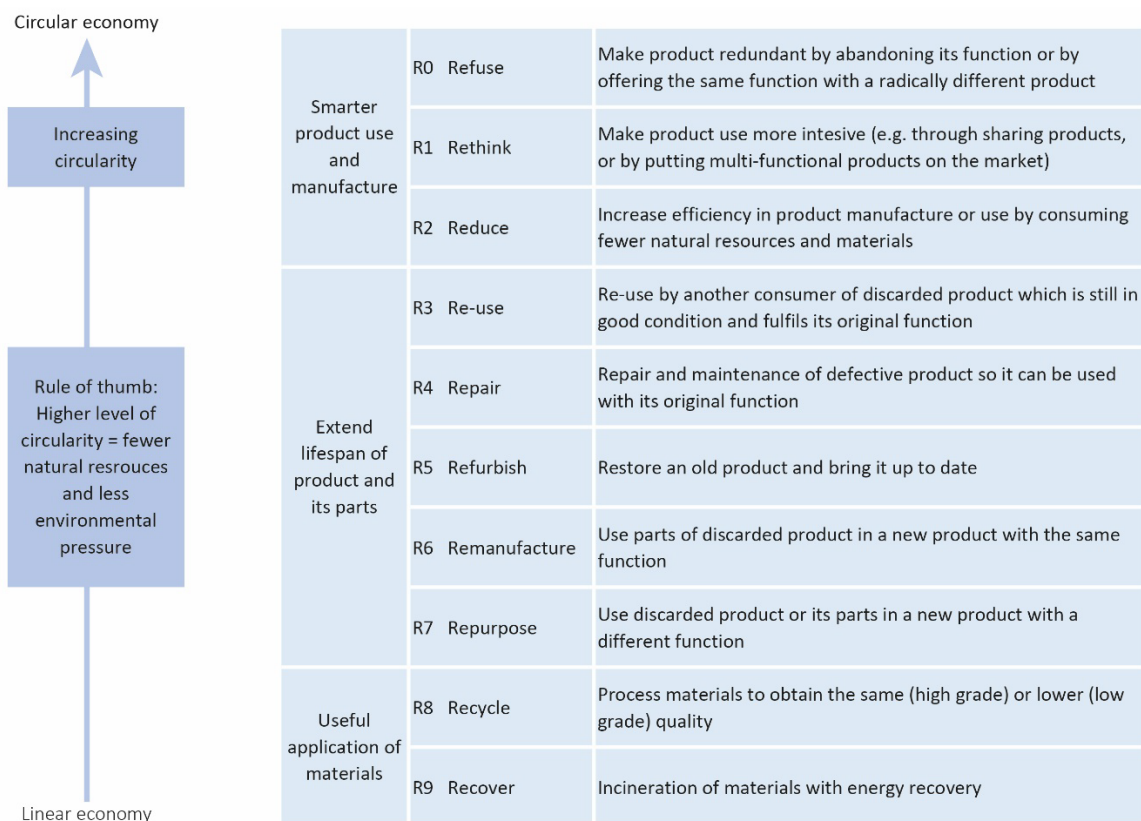 Circular economy
Increasing
circularity
Rule of thumb:
Higher level of
circularity = fewer
natural resrouces
and less
environmental
pressure
Linear economy
Smarter
product use
and
manufacture
R0 Refuse
Make product redundant by abandoning its function or by
offering the same function with a radically different product
R1 Rethink
Make product use more intesive (e.g. through sharing products,
or by putting multi-functional products on the market)
R2 Reduce
Increase efficiency in product manufacture or use by consuming
fewer natural resources and materials
Extend
lifespan of
product and
its parts
R3 Re-use
Re-use by another consumer of discarded product which is still in
good condition and fulfils its original function
R4 Repair
Repair and maintenance of defective product so it can be used
with its original function
R5 Refurbish
Restore an old product and bring it up to date
R6 Remanufacture
Use parts of discarded product in a new product with the same
function
R7 Repurpose
Use discarded product or its parts in a new product with a
different function
Useful
application of
materials
R8 Recycle
Process materials to obtain the same (high grade) or lower (low
grade) quality
R9 Recover
Incineration of materials with energy recovery